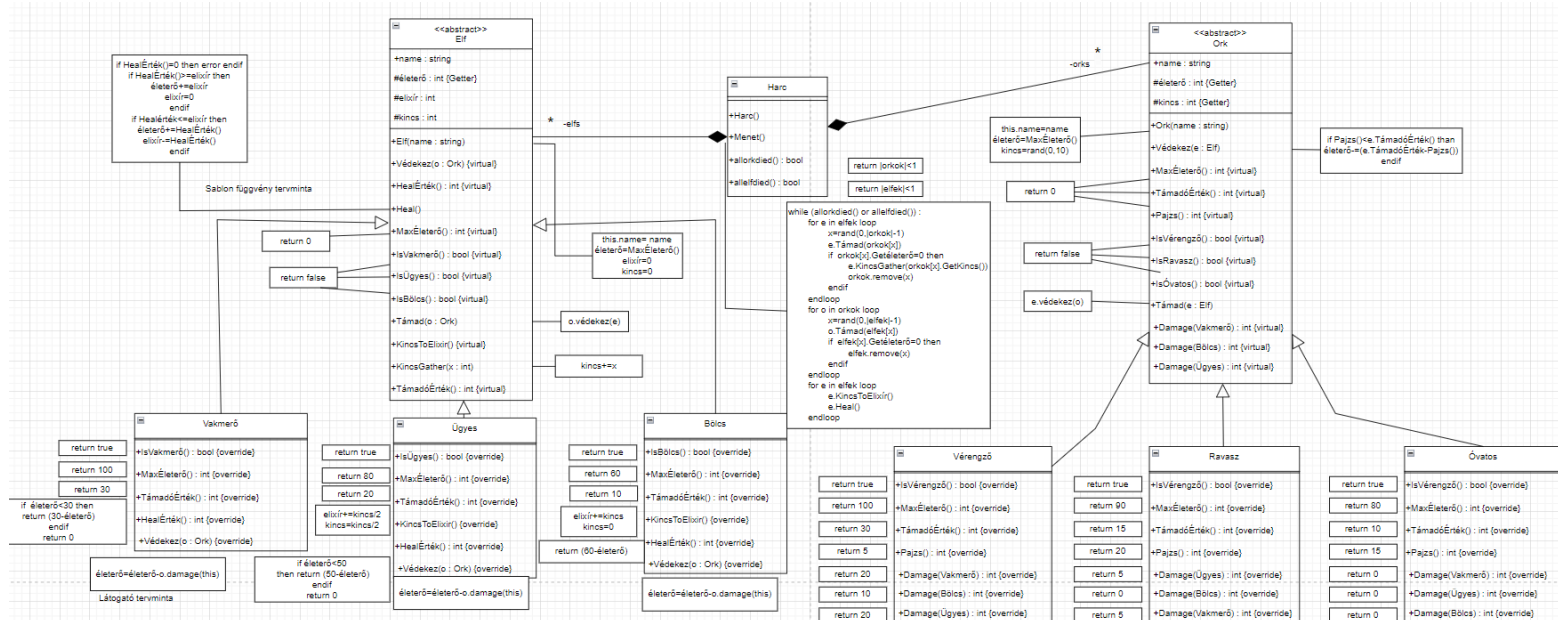 <<abstract>>
Elf
+name : string
#életerő : int {Getter}
#elixír : int
#kincs : int
+Elf(name : string)
+Védekez(o : Ork) {virtual}
+HealÉrték() : int {virtual}
+Heal()
+MaxÉleterő() : int {virtual}
+IsVakmerő() : bool {virtual}
+IsÜgyes() : bool {virtual}
+IsBölcs() : bool {virtual}
+Támad(o : Ork)
+KincsToElixir() {virtual}
+KincsGather(x : int)
+TámadóÉrték() : int {virtual}
if HealÉrték()=0 then error endif
if HealÉrték()>=elixír then
életerő+=elixír
elixír=0
endif
if Healérték<=elixír then
életerő+=HealÉrték()
elixír-=HealÉrték()
endif
Sablon függvény tervminta
return 0
return false
this.name= name
életerő=MaxÉleterő()
elixír=0
kincs=0
o.védekez(e)
kincs+=x
*
-elfs
Harc
+Harc()
+Menet()
+allorkdied() : bool
+allelfdied() : bool
return |orkok|<1
return |elfek|<1
while (allorkdied() or allelfdied()) :
for e in elfek loop
x=rand(0,|orkok|-1)
e.Támad(orkok[x])
if orkok[x].Getéleterő=0 then
e.KincsGather(orkok[x].GetKincs())
orkok.remove(x)
endif
endloop
for o in orkok loop
x=rand(0,|elfek|-1)
o.Támad(elfek[x])
if elfek[x].Getéleterő=0 then
elfek.remove(x)
endif
endloop
for e in elfek loop
e.KincsToElixír()
e.Heal()
endloop
*
-orks
<<abstract>>
Ork
+name : string
#életerő : int {Getter}
#kincs : int {Getter}
+Ork(name : string)
+Védekez(e : Elf)
+MaxÉleterő() : int {virtual}
+TámadóÉrték() : int {virtual}
+Pajzs() : int {virtual}
+IsVérengző() : bool {virtual}
+IsRavasz() : bool {virtual}
+IsÓvatos() : bool {virtual}
+Támad(e : Elf)
+Damage(Vakmerő) : int {virtual}
+Damage(Bölcs) : int {virtual}
+Damage(Ügyes) : int {virtual}
this.name=name
életerő=MaxÉleterő()
kincs=rand(0,10)
return 0
return false
e.védekez(o)
if Pajzs()<e.TámadóÉrték() than
életerő-=(e.TámadóÉrték-Pajzs())
endif
Vakmerő
+IsVakmerő() : bool {override}
+MaxÉleterő() : int {override}
+TámadóÉrték() : int {override}
+HealÉrték() : int {override}
+Védekez(o : Ork) {override}
return true
return 100
return 30
if életerő<30 then
return (30-életerő)
endif
return 0
életerő=életerő-o.damage(this)
Látogató tervminta
Ügyes
+IsÜgyes() : bool {override}
+MaxÉleterő() : int {override}
+TámadóÉrték() : int {override}
+KincsToElixir() : int {override}
+HealÉrték() : int {override}
+Védekez(o : Ork) {override}
return true
return 80
return 20
elixír+=kincs/2
kincs=kincs/2
if életerő<50
then return (50-életerő)
endif
return 0
életerő=életerő-o.damage(this)
Bölcs
+IsBölcs() : bool {override}
+MaxÉleterő() : int {override}
+TámadóÉrték() : int {override}
+KincsToElixir() : int {override}
+HealÉrték() : int {override}
+Védekez(o : Ork) {override}
return true
return 60
return 10
elixír+=kincs
kincs=0
return (60-életerő)
életerő=életerő-o.damage(this)
Vérengző
+IsVérengző() : bool {override}
+MaxÉleterő() : int {override}
+TámadóÉrték() : int {override}
+Pajzs() : int {override}
+Damage(Vakmerő) : int {override}
+Damage(Bölcs) : int {override}
+Damage(Ügyes) : int {override}
return true
return 100
return 30
return 5
return 20
return 10
return 20
Ravasz
+IsVérengző() : bool {override}
+MaxÉleterő() : int {override}
+TámadóÉrték() : int {override}
+Pajzs() : int {override}
+Damage(Ügyes) : int {override}
+Damage(Bölcs) : int {override}
+Damage(Vakmerő) : int {override}
return true
return 90
return 15
return 20
return 5
return 0
return 5
Óvatos
+IsVérengző() : bool {override}
+MaxÉleterő() : int {override}
+TámadóÉrték() : int {override}
+Pajzs() : int {override}
+Damage(Vakmerő) : int {override}
+Damage(Ügyes) : int {override}
+Damage(Bölcs) : int {override}
return true
return 80
return 10
return 15
return 0
return 0
return 0